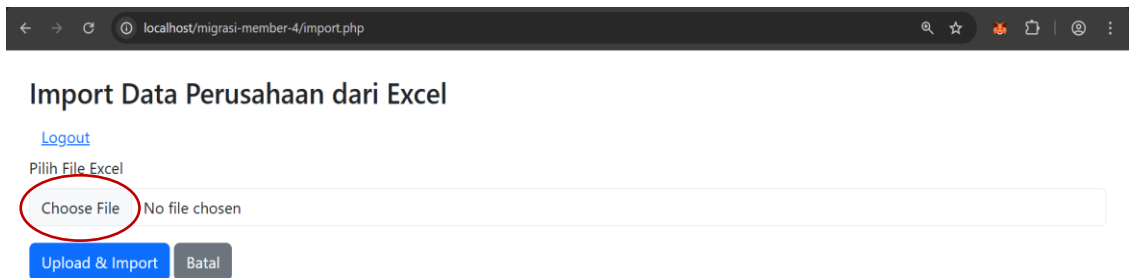 localhost/migrasi-member-4/import.php
Import Data Perusahaan dari Excel
Logout
Pilih File Excel
Choose File No file chosen
Upload & Import Batal